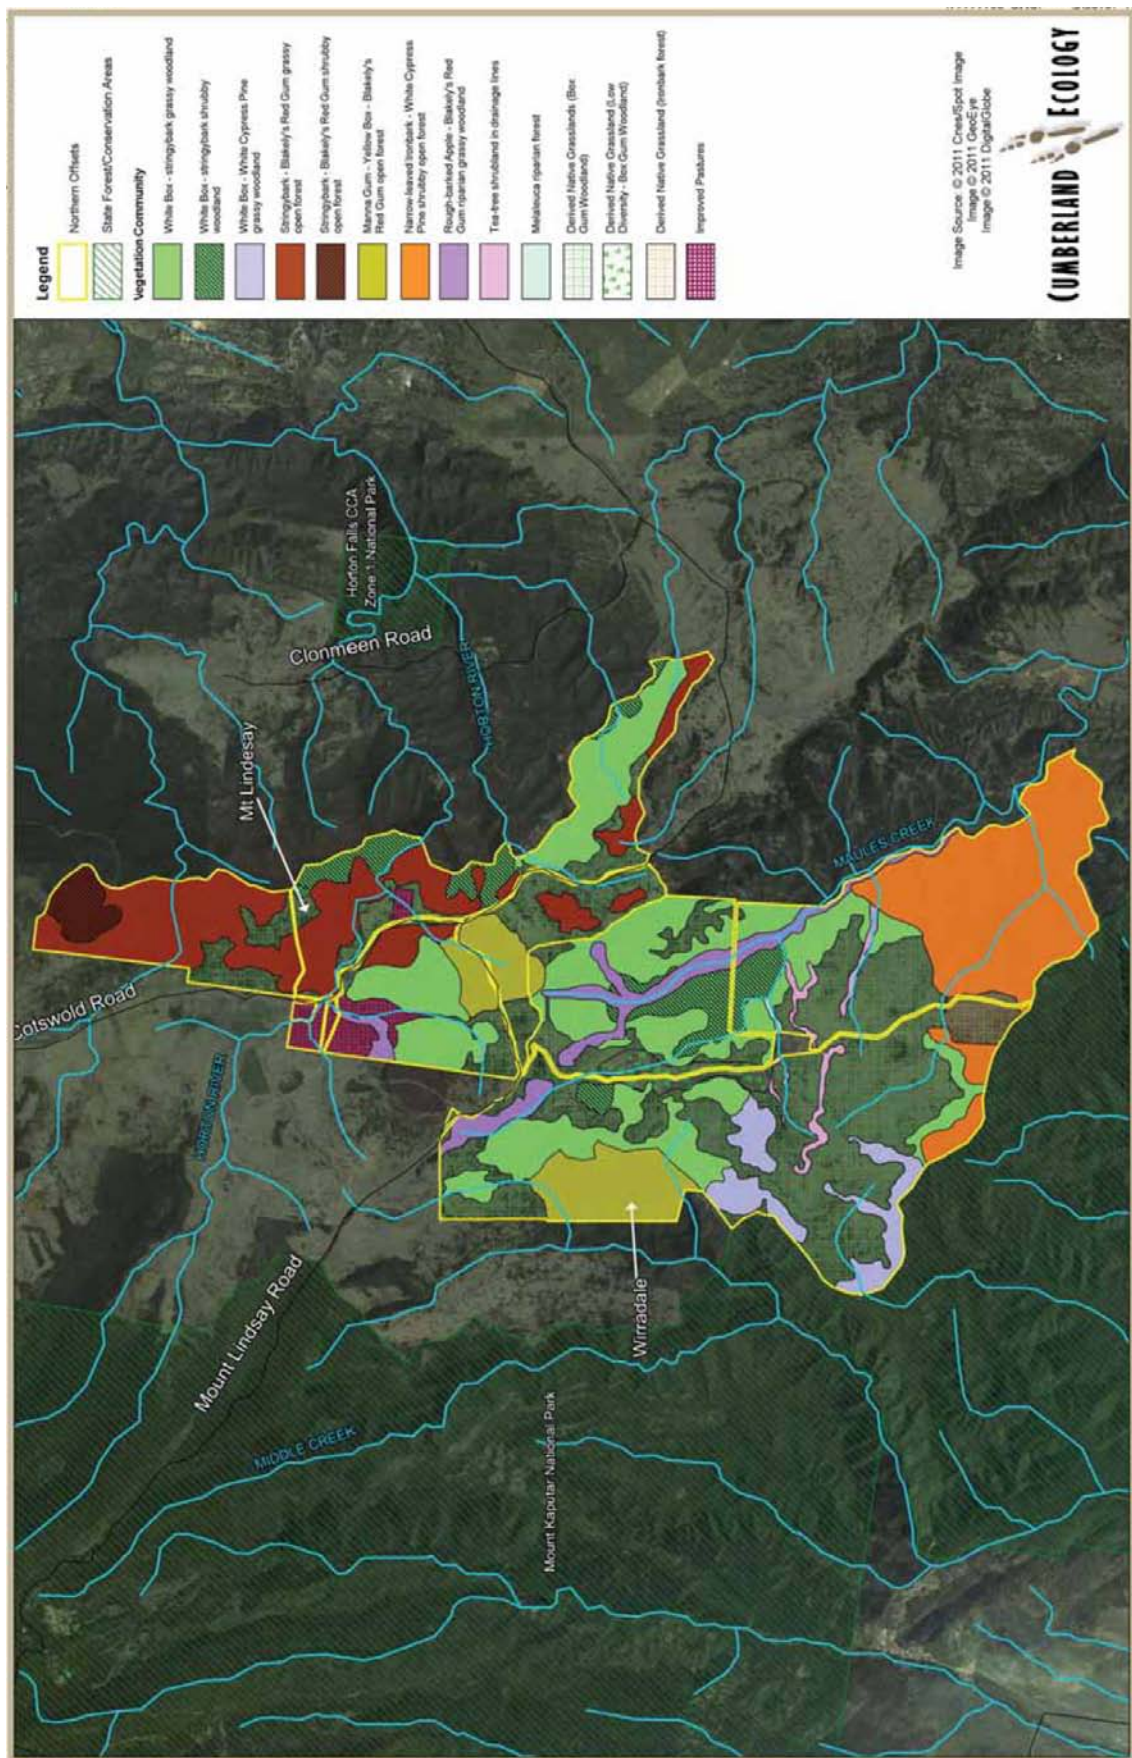 Legend
Northern Offsets
State Forest/Conservation Areas
Vegetation Community
White Box - stringybark grassy woodland
White Box - stringybark shrubby
woodland
White Box - White Cypress Pine
grassy woodland
Stringybark - Blakely's Red Gum grassy
open forest
Stringybark - Blakely's Red Gum shrubby
open forest
Manna Gum - Yellow Box - Blakely's
Red Gum open forest
Narrow-leaved Ironbark - White Cypress
Pine shrubby open forest
Rough-barked Apple - Blakely's Red
Gum riparian grassy woodland
Tea-tree shrubland in drainage lines
Melaleuca riparian forest
Derived Native Grasslands (Box
Gum Woodland)
Derived Native Grassland (Low
Diversity - Box Gum Woodland)
Derived Native Grassland (Ironbark forest)
Improved Pastures
Image Source: © 2011 Cnes/Spot Image
Image © 2011 GeoEye
Image © 2011 DigitalGlobe
CUMBERLAND ECOLOGY
Horton Falls CCA
Zone 1 National Park
Clonmeen Road
HORTON RIVER
Mt Lindesay
MAULES CREEK
Cotswold Road
HORTON RIVER
Mount Lindsay Road
Wirradale
MIDDLE CREEK
Mount Kaputar National Park